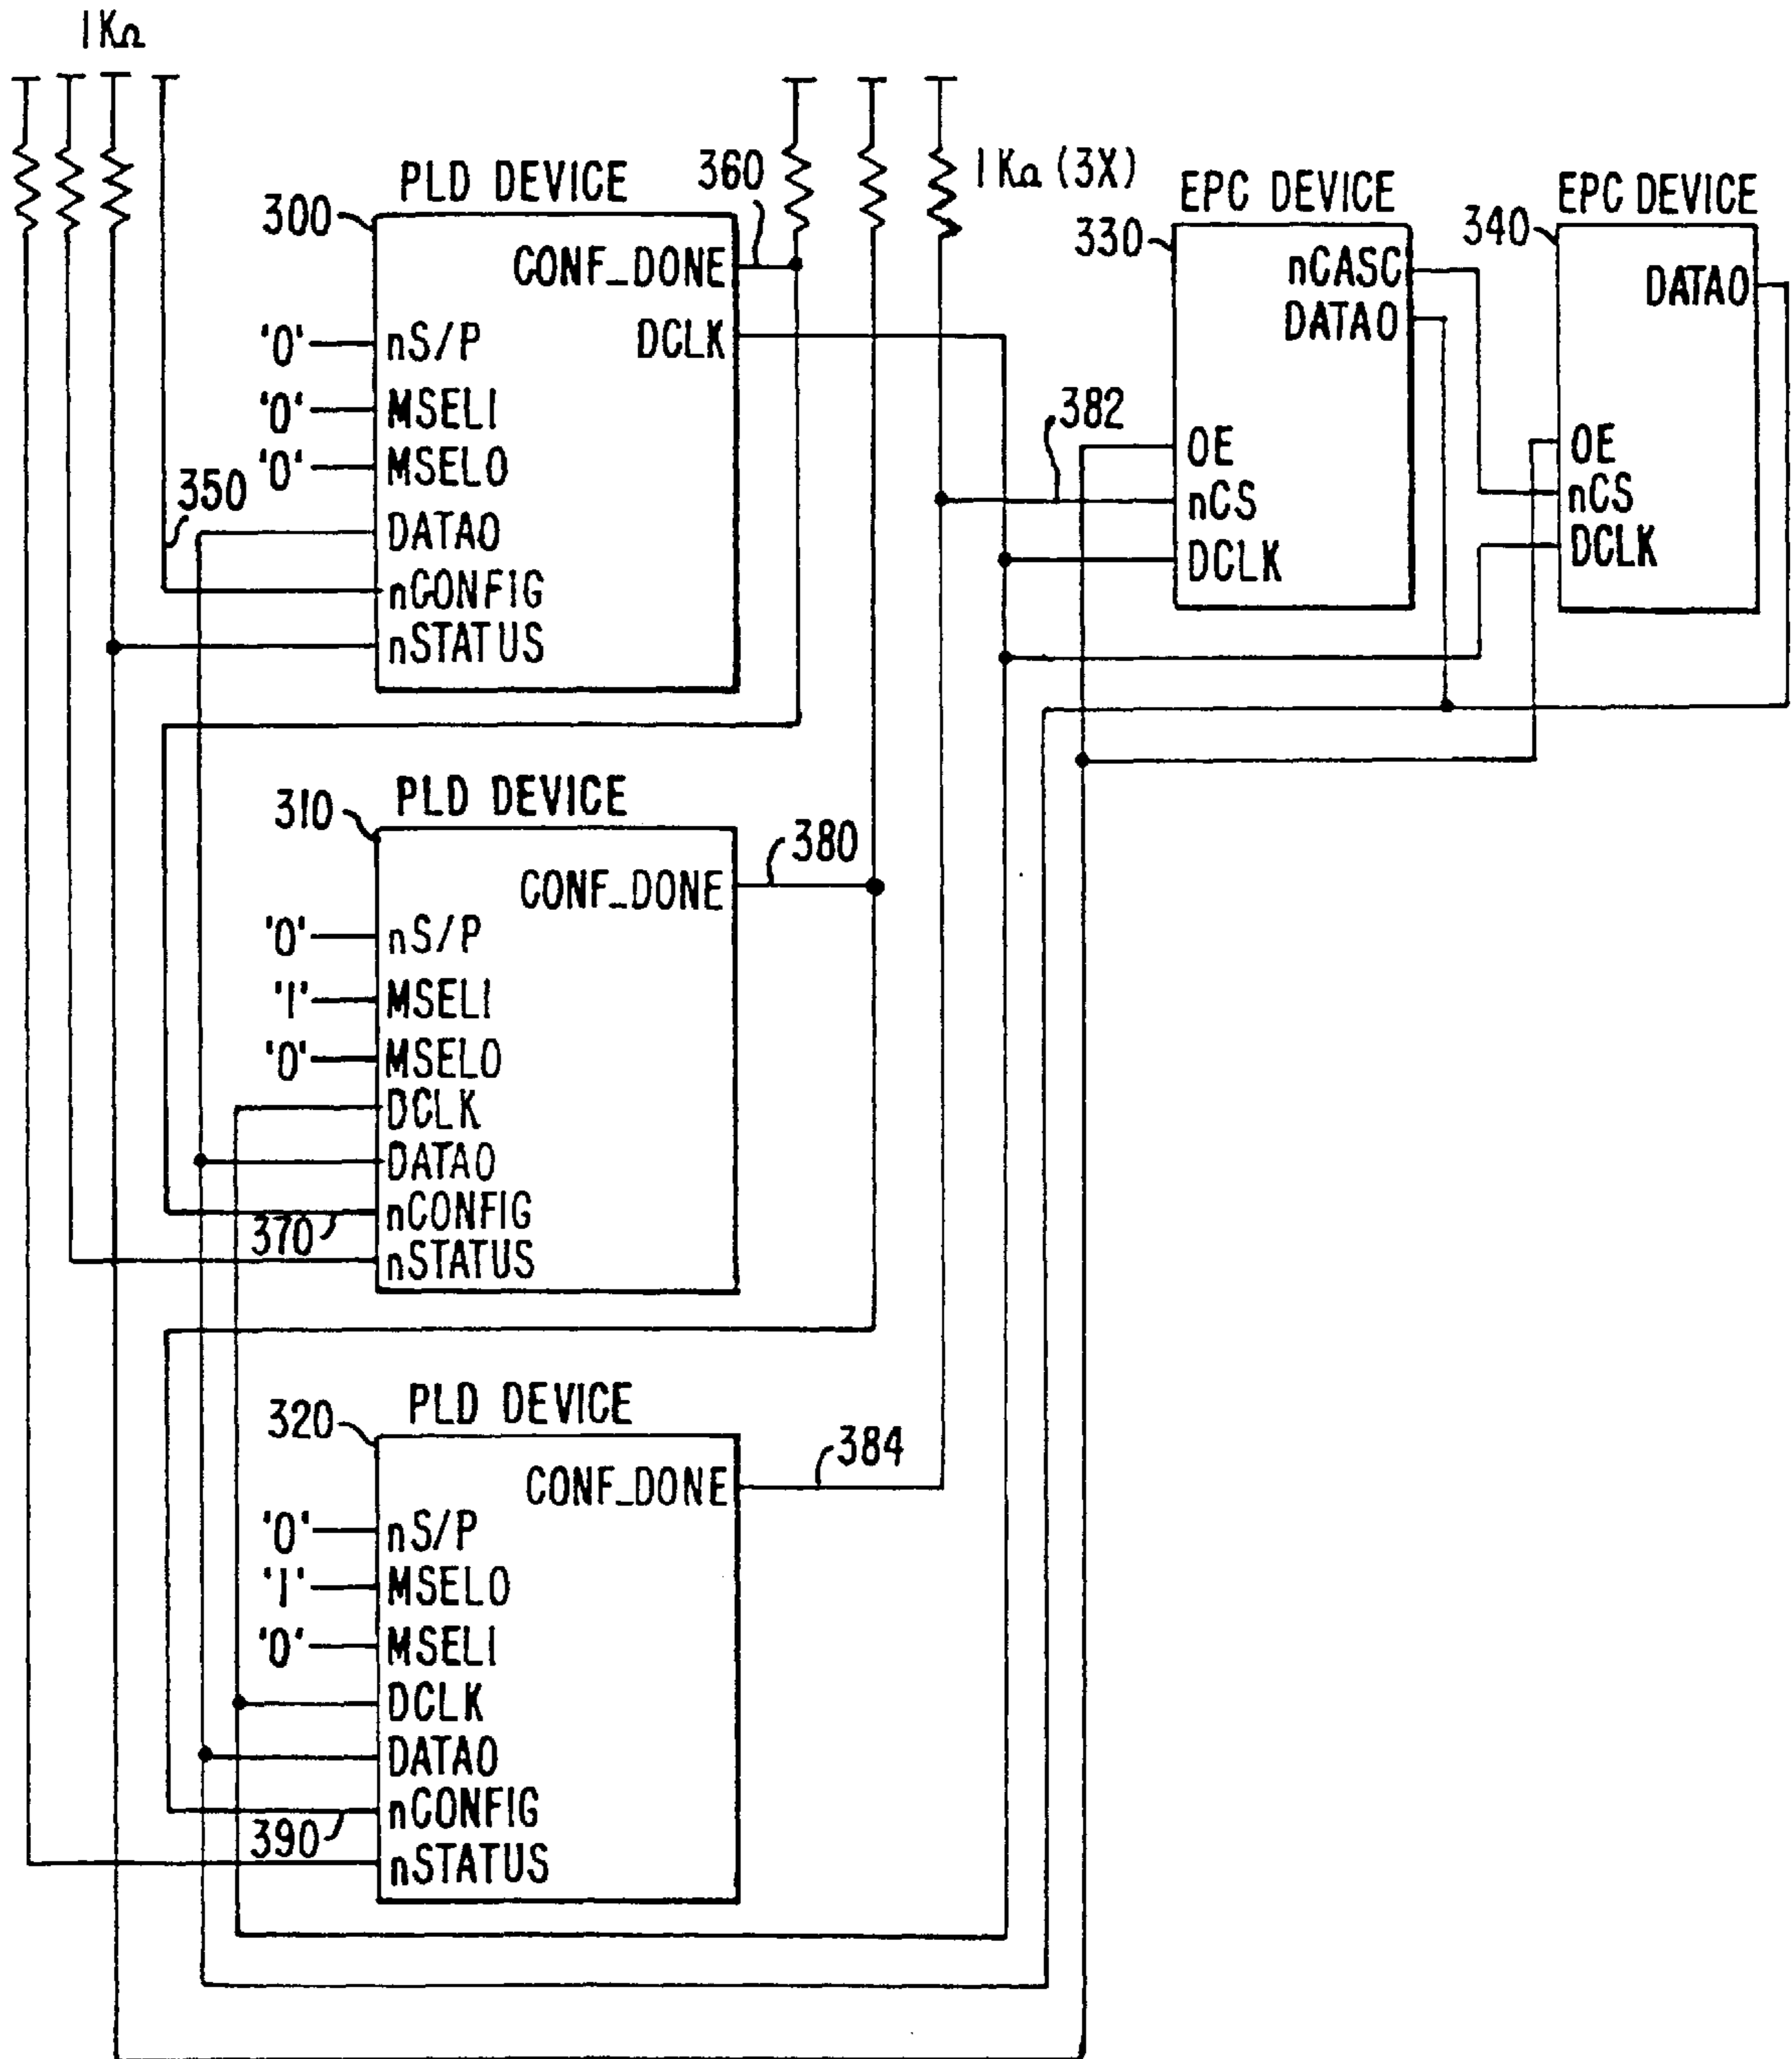 1KΩ
PLD DEVICE
300
360
CONF_DONE
DCLK
'0' nS/P
'0' MSEL1
'0' MSEL0
350
DATA0
nCONFIG
nSTATUS
1KΩ (3X)
EPC DEVICE
330
nCASC
DATA0
382
OE
nCS
DCLK
EPC DEVICE
340
DATA0
OE
nCS
DCLK
PLD DEVICE
310
380
CONF_DONE
'0' nS/P
'1' MSEL1
'0' MSEL0
DCLK
DATA0
nCONFIG
370
nSTATUS
PLD DEVICE
320
384
CONF_DONE
'0' nS/P
'1' MSEL0
'0' MSEL1
DCLK
DATA0
nCONFIG
390
nSTATUS